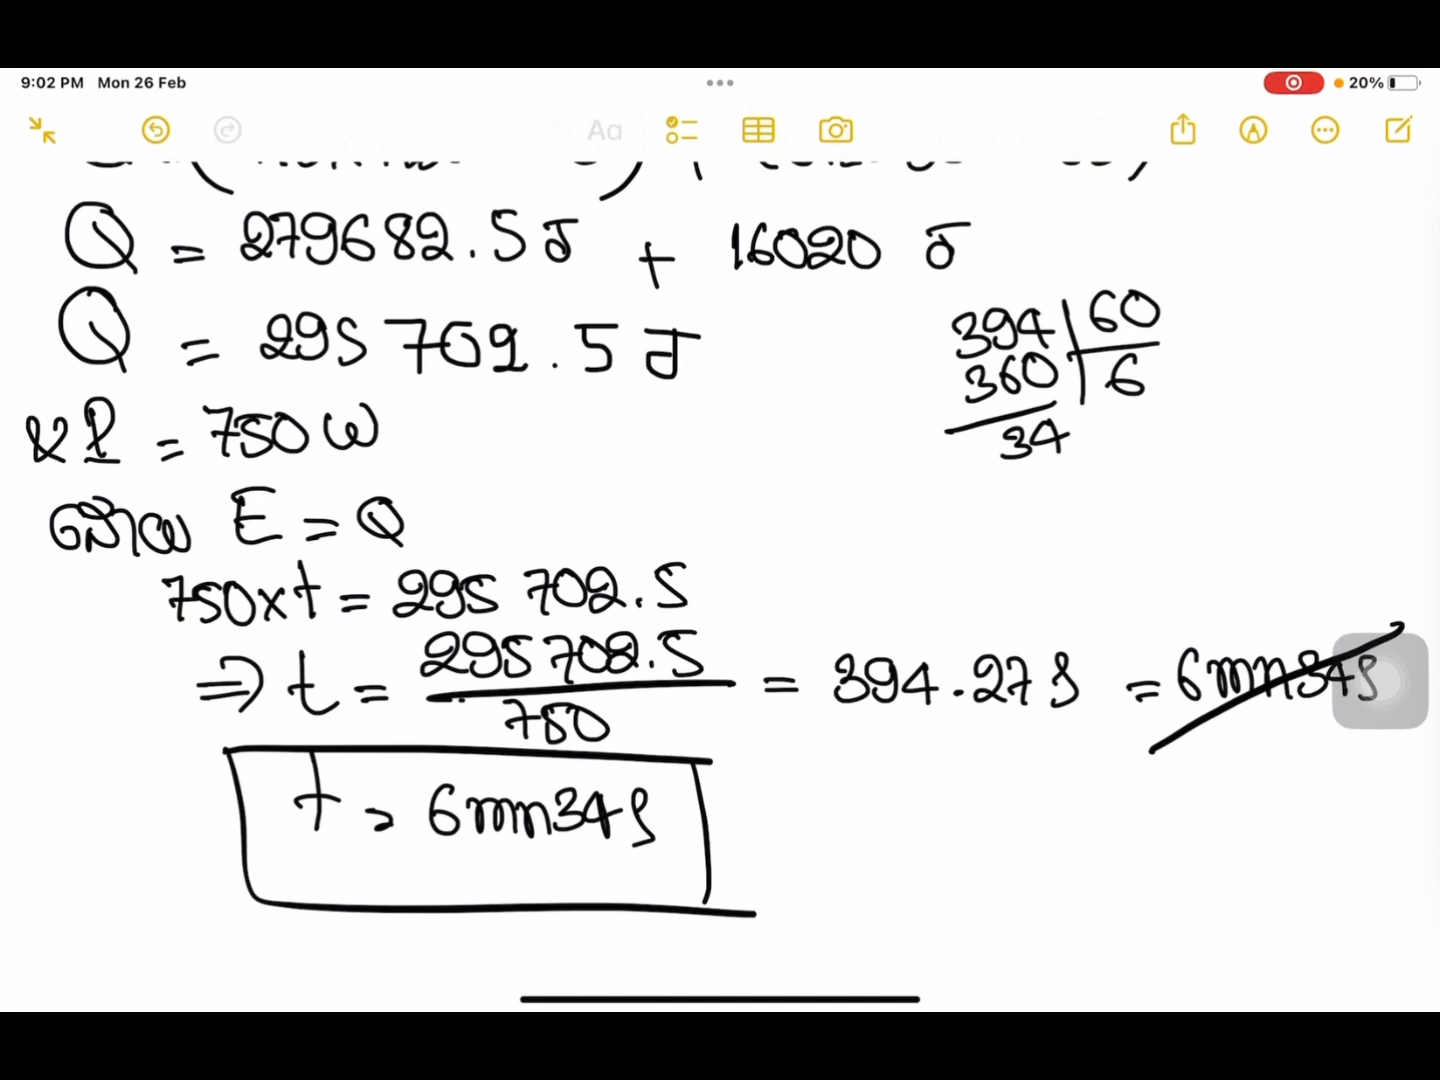 9:02 PM Mon 26 Feb
20%
Aa
Q = 279682.5 J + 16020 J
Q = 295 702.5 J
394 | 60
360 | 6
34
P = 750 W
E = Q
750 x t = 295 702.5
⇒ t = 295 702.5 / 750 = 394.27 s = 6mn34s
t = 6mn34s